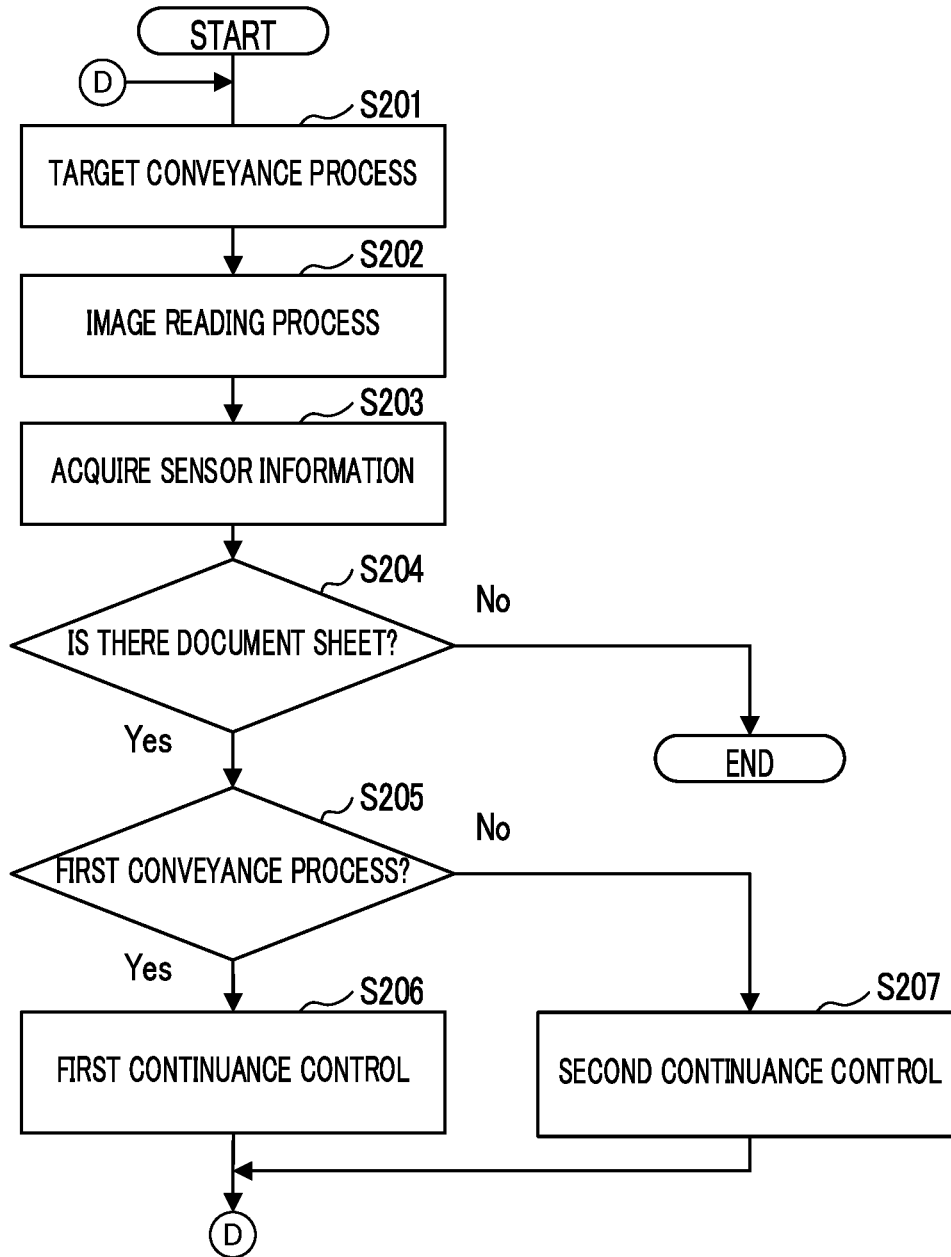 START
D
S201
TARGET CONVEYANCE PROCESS
S202
IMAGE READING PROCESS
S203
ACQUIRE SENSOR INFORMATION
S204
IS THERE DOCUMENT SHEET?
No
Yes
END
S205
FIRST CONVEYANCE PROCESS?
No
Yes
S206
FIRST CONTINUANCE CONTROL
S207
SECOND CONTINUANCE CONTROL
D